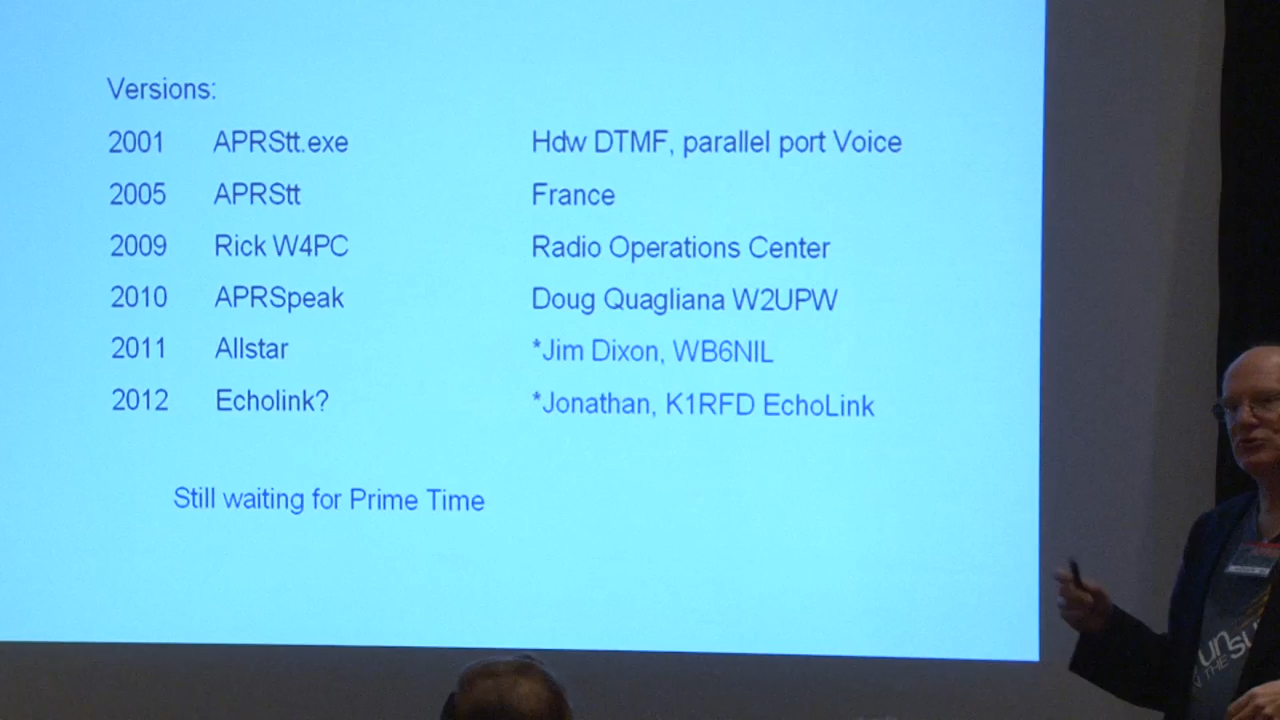 Versions:
2001 APRStt.exe Hdw DTMF, parallel port Voice
2005 APRStt France
2009 Rick W4PC Radio Operations Center
2010 APRSpeak Doug Quagliana W2UPW
2011 Allstar *Jim Dixon, WB6NIL
2012 Echolink? *Jonathan, K1RFD EchoLink
Still waiting for Prime Time
THE